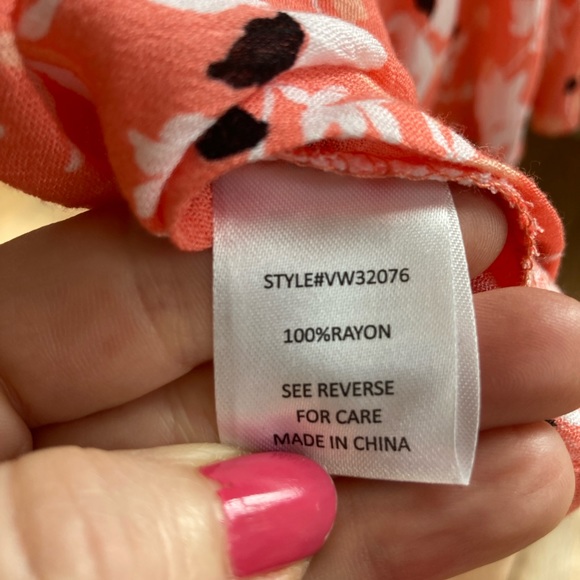 STYLE#VW32076
100%RAYON
SEE REVERSE
FOR CARE
MADE IN CHINA